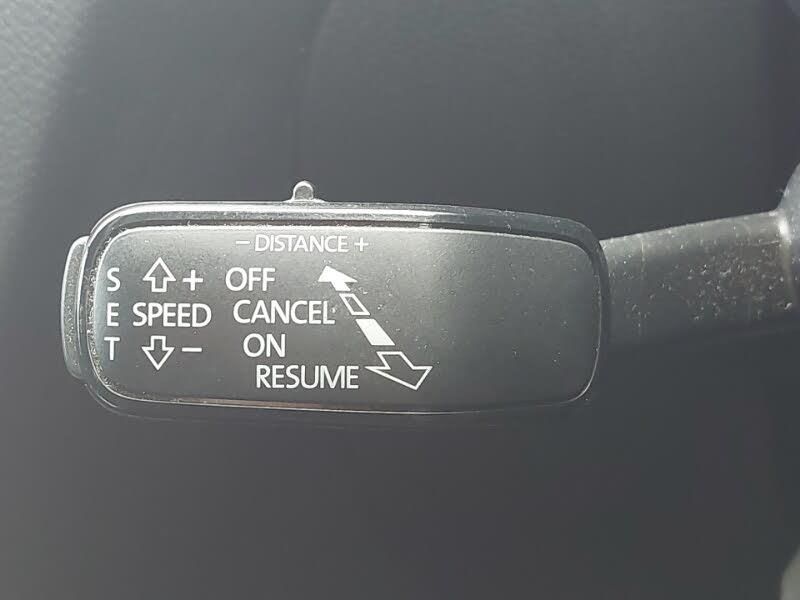 - DISTANCE +
S + OFF
E SPEED CANCEL
T - ON
RESUME